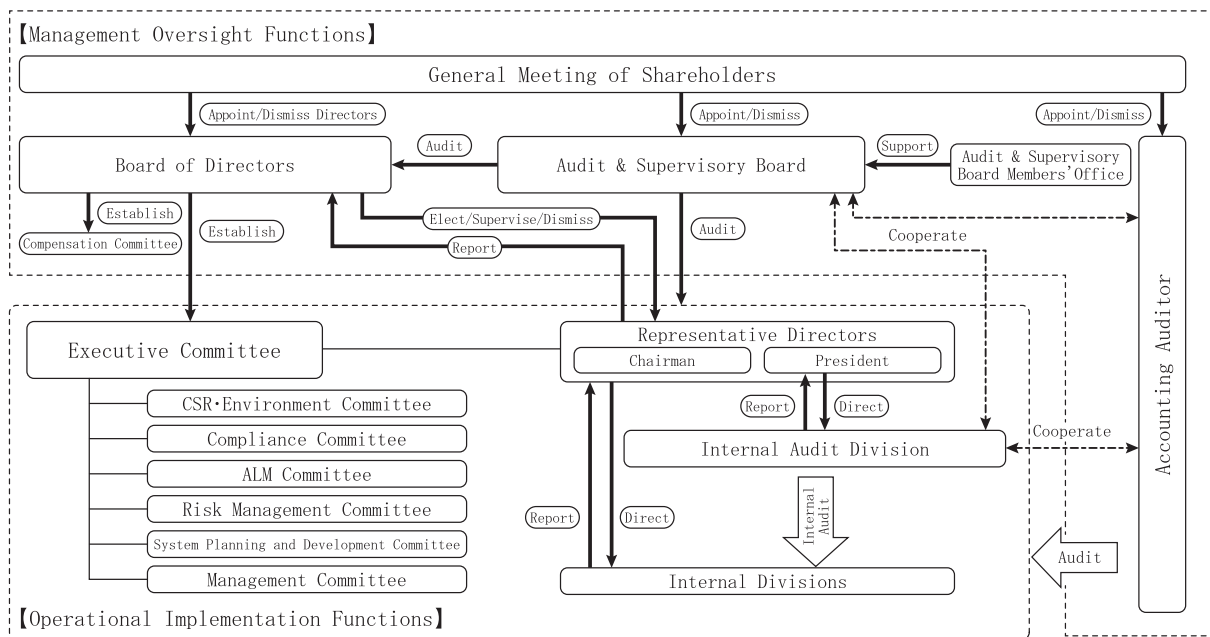 【Management Oversight Functions】
General Meeting of Shareholders
Appoint/Dismiss Directors
Appoint/Dismiss
Appoint/Dismiss
Board of Directors
Audit
Audit & Supervisory Board
Support
Audit & Supervisory
Board Members' Office
Establish
Compensation Committee
Establish
Elect/Supervise/Dismiss
Report
Audit
Cooperate
Accounting Auditor
Executive Committee
Representative Directors
Chairman
President
CSR・Environment Committee
Compliance Committee
ALM Committee
Risk Management Committee
System Planning and Development Committee
Management Committee
Report
Direct
Internal Audit Division
Cooperate
Report
Direct
Internal
Audit
Internal Divisions
Audit
【Operational Implementation Functions】